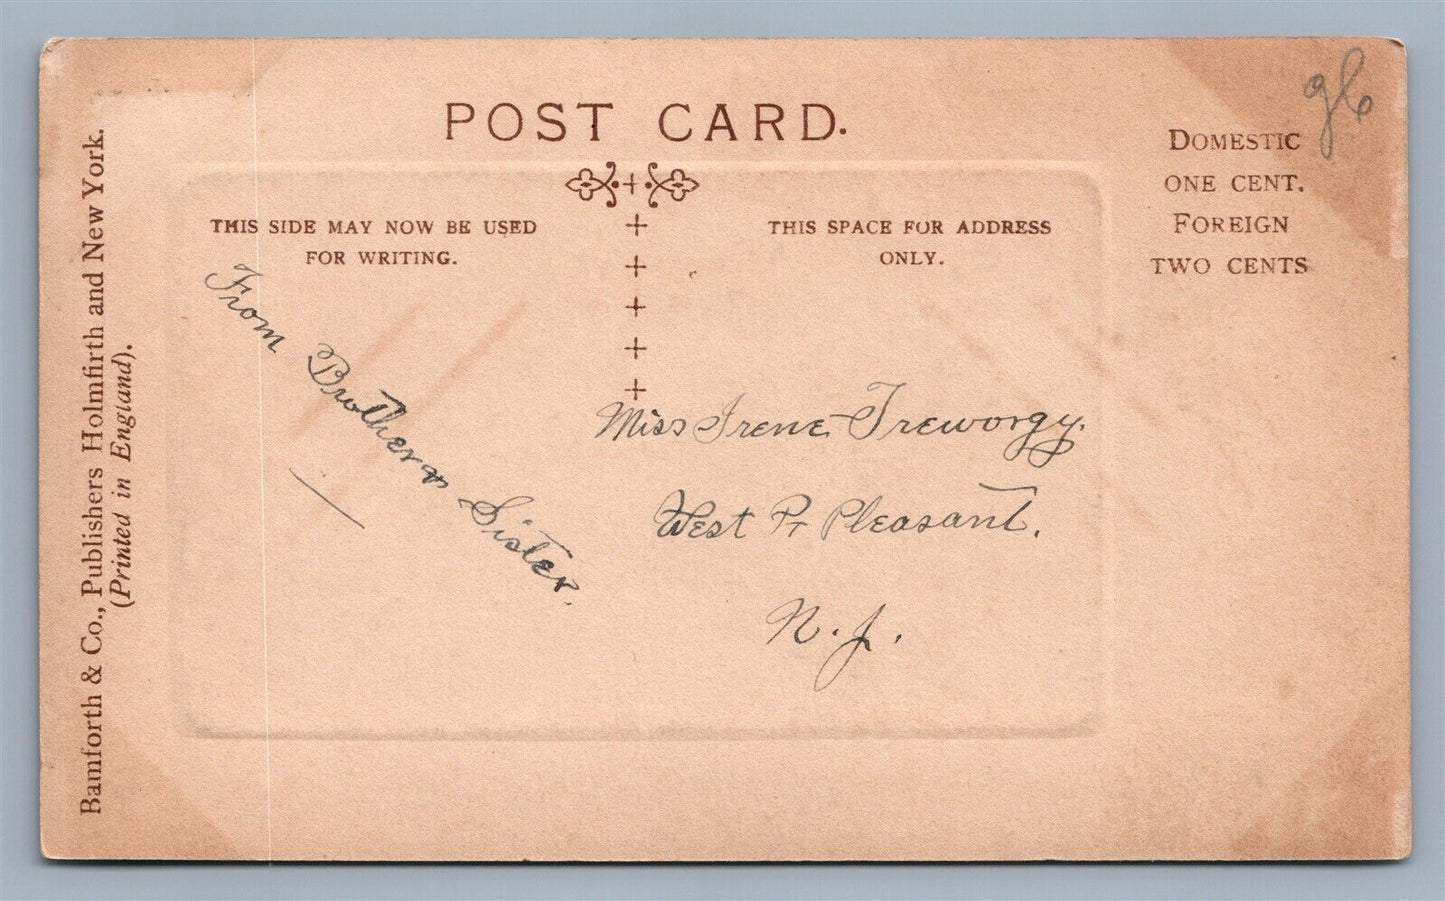 POST CARD.
DOMESTIC
ONE CENT.
FOREIGN
TWO CENTS
THIS SIDE MAY NOW BE USED
FOR WRITING.
THIS SPACE FOR ADDRESS
ONLY.
From Brother & Sister.
Miss Irene Treworgy.
West Pt Pleasant.
N. J.
Bamforth & Co., Publishers Holmfirth and New York.
(Printed in England).